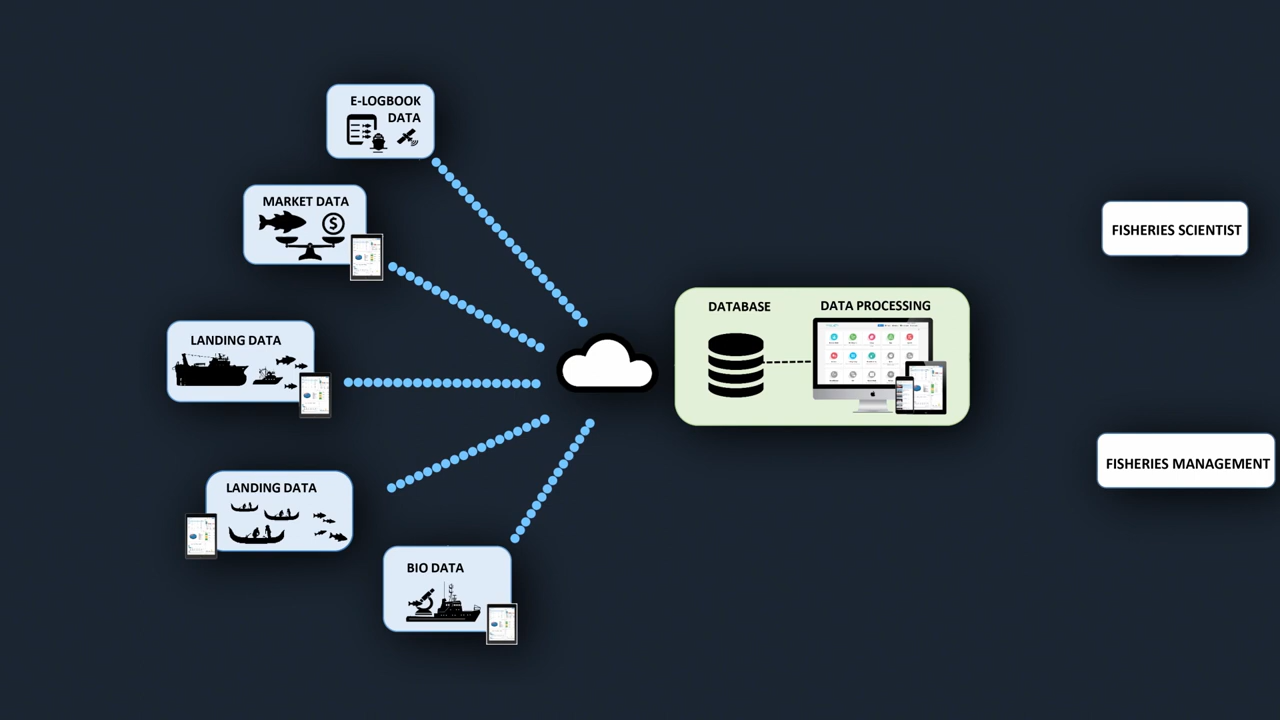 E-LOGBOOK
DATA
MARKET DATA
$
LANDING DATA
LANDING DATA
BIO DATA
DATABASE
DATA PROCESSING
FISHERIES SCIENTIST
FISHERIES MANAGEMENT